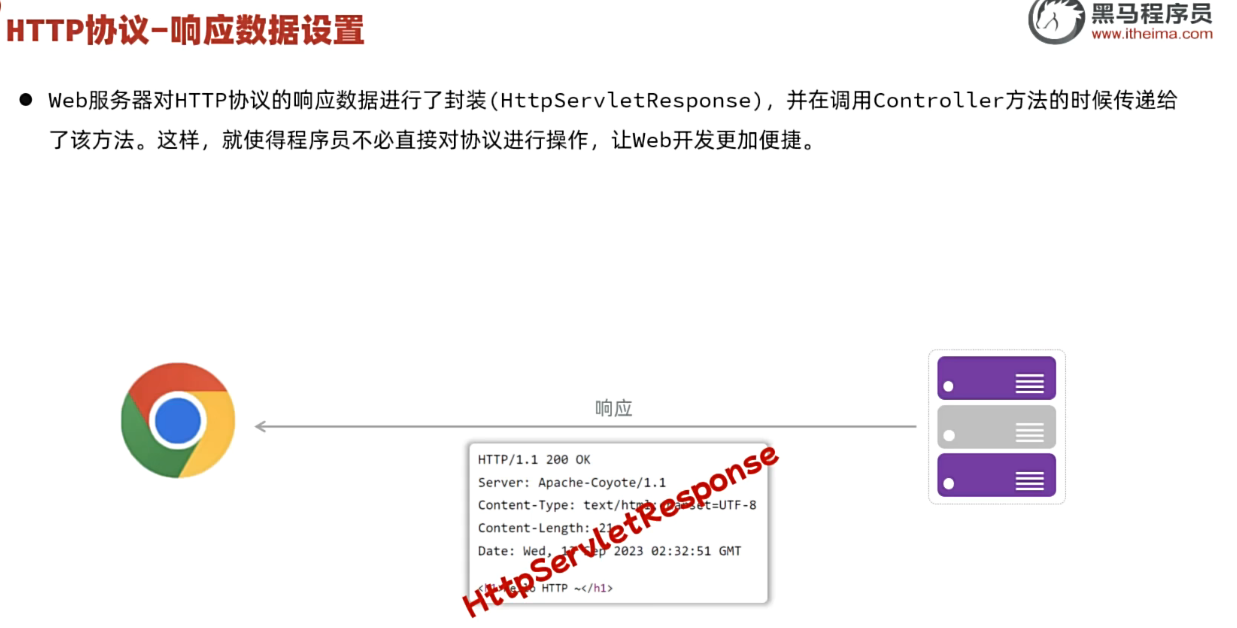 HTTP协议-响应数据设置
黑马程序员
www.itheima.com
● Web服务器对HTTP协议的响应数据进行了封装(HttpServletResponse)，并在调用Controller方法的时候传递给
了该方法。这样，就使得程序员不必直接对协议进行操作，让Web开发更加便捷。
响应
HTTP/1.1 200 OK
Server: Apache-Coyote/1.1
Content-Type: text/html; =UTF-8
Content-Length: 21
Date: Wed, Sep 2023 02:32:51 GMT
HTTP ~</h1>
HttpServletResponse